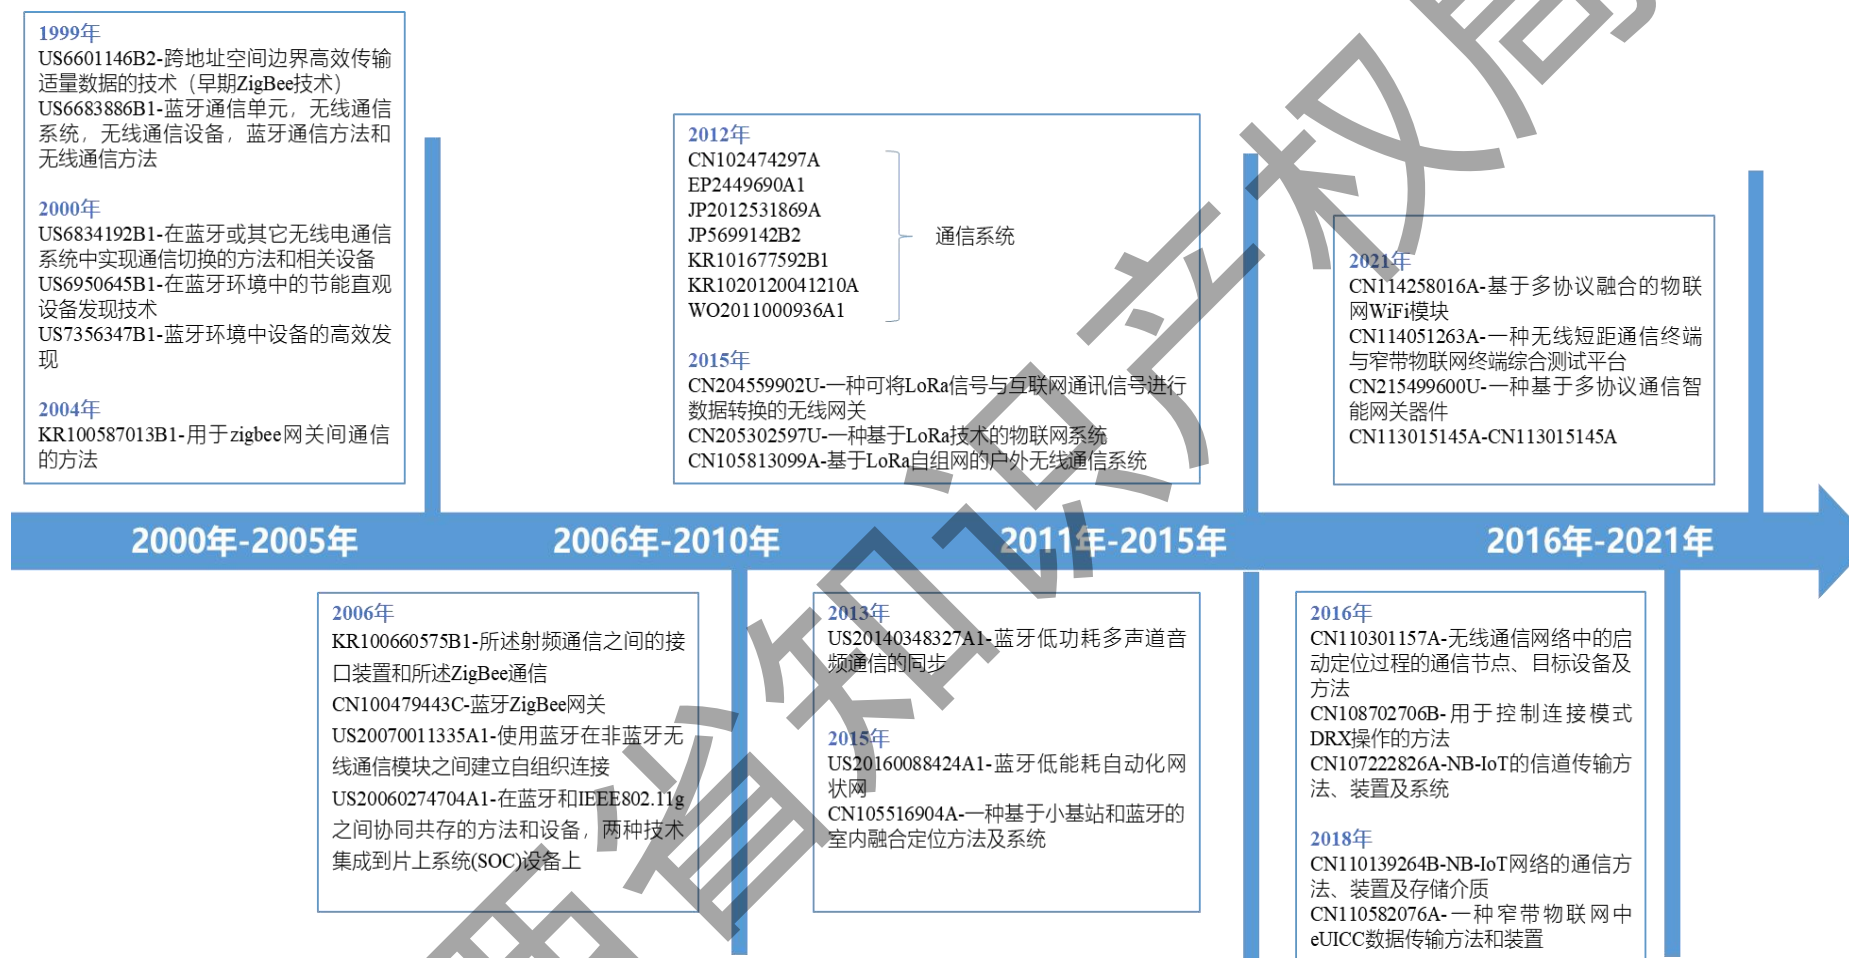 1999年
US6601146B2-跨地址空间边界高效传输
适量数据的技术（早期ZigBee技术）
US6683886B1-蓝牙通信单元，无线通信
系统，无线通信设备，蓝牙通信方法和
无线通信方法
2000年
US6834192B1-在蓝牙或其它无线电通信
系统中实现通信切换的方法和相关设备
US6950645B1-在蓝牙环境中的节能直观
设备发现技术
US7356347B1-蓝牙环境中设备的高效发
现
2004年
KR100587013B1-用于zigbee网关间通信
的方法
2012年
CN102474297A
EP2449690A1
JP2012531869A
JP5699142B2
KR101677592B1
KR1020120041210A
WO2011000936A1
通信系统
2015年
CN204559902U-一种可将LoRa信号与互联网通讯信号进行
数据转换的无线网关
CN205302597U-一种基于LoRa技术的物联网系统
CN105813099A-基于LoRa自组网的户外无线通信系统
2021年
CN114258016A-基于多协议融合的物联
网WiFi模块
CN114051263A-一种无线短距通信终端
与窄带物联网终端综合测试平台
CN215499600U-一种基于多协议通信智
能网关器件
CN113015145A-CN113015145A
2000年-2005年
2006年-2010年
2011年-2015年
2016年-2021年
2006年
KR100660575B1-所述射频通信之间的接
口装置和所述ZigBee通信
CN100479443C-蓝牙ZigBee网关
US20070011335A1-使用蓝牙在非蓝牙无
线通信模块之间建立自组织连接
US20060274704A1-在蓝牙和IEEE802.11g
之间协同共存的方法和设备，两种技术
集成到片上系统(SOC)设备上
2013年
US20140348327A1-蓝牙低功耗多声道音
频通信的同步
2015年
US20160088424A1-蓝牙低能耗自动化网
状网
CN105516904A-一种基于小基站和蓝牙的
室内融合定位方法及系统
2016年
CN110301157A-无线通信网络中的启
动定位过程的通信节点、目标设备及
方法
CN108702706B-用于控制连接模式
DRX操作的方法
CN107222826A-NB-IoT的信道传输方
法、装置及系统
2018年
CN110139264B-NB-IoT网络的通信方
法、装置及存储介质
CN110582076A-一种窄带物联网中
eUICC数据传输方法和装置
省知识产权局